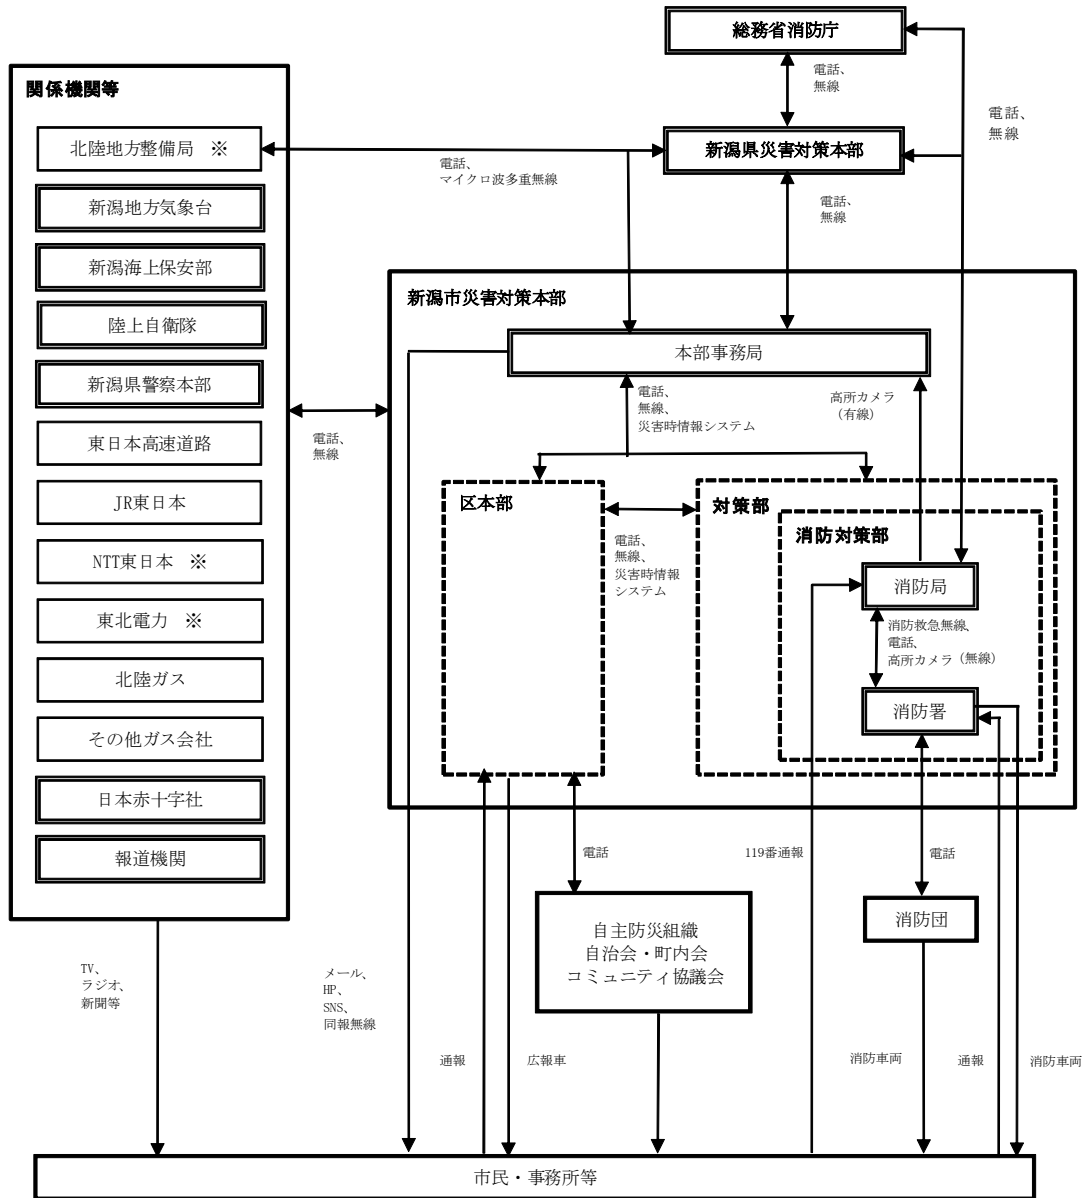 総務省消防庁
電話、
無線
電話、
無線
関係機関等
北陸地方整備局　※
新潟地方気象台
新潟海上保安部
陸上自衛隊
新潟県警察本部
東日本高速道路
JR東日本
NTT東日本　※
東北電力　※
北陸ガス
その他ガス会社
日本赤十字社
報道機関
新潟県災害対策本部
電話、
マイクロ波多重無線
電話、
無線
電話、
無線
新潟市災害対策本部
本部事務局
電話、
無線、
災害時情報システム
高所カメラ
（有線）
区本部
電話、
無線、
災害時情報
システム
対策部
消防対策部
消防局
消防救急無線、
電話、
高所カメラ（無線）
消防署
電話
119番通報
電話
自主防災組織
自治会・町内会
コミュニティ協議会
消防団
TV、
ラジオ、
新聞等
メール、
HP、
SNS、
同報無線
通報
広報車
消防車両
通報
消防車両
市民・事務所等